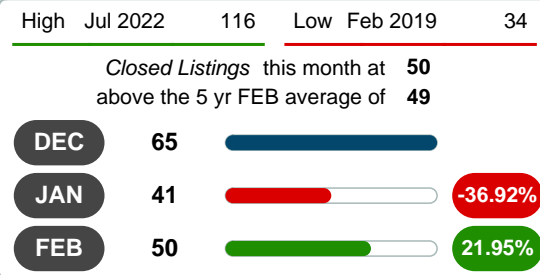 High Jul 2022 116 Low Feb 2019 34
Closed Listings this month at 50
above the 5 yr FEB average of 49
DEC 65
JAN 41 -36.92%
FEB 50 21.95%